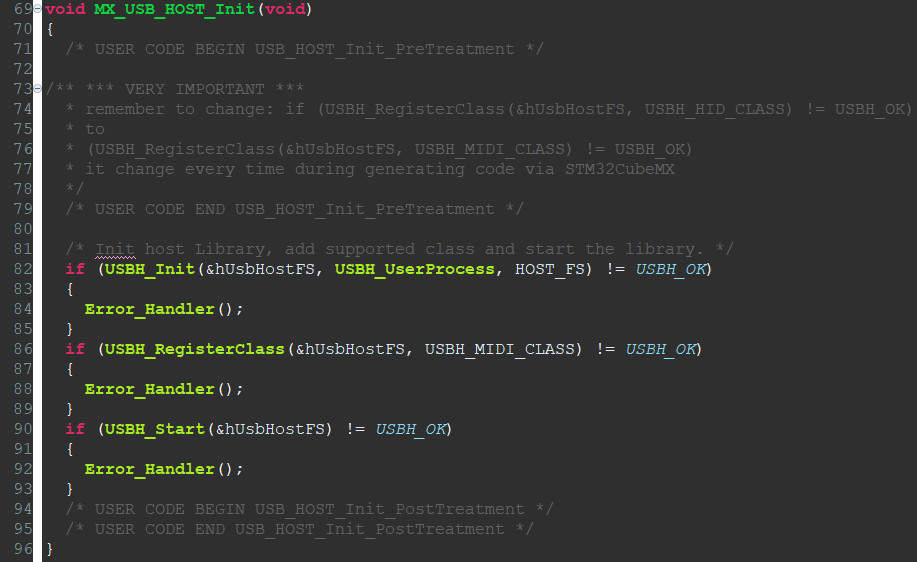 69 void MX_USB_HOST_Init(void)
70 {
71   /* USER CODE BEGIN USB_HOST_Init_PreTreatment */
72
73 /** *** VERY IMPORTANT ***
74   * remember to change: if (USBH_RegisterClass(&hUsbHostFS, USBH_HID_CLASS) != USBH_OK)
75   * to
76   * (USBH_RegisterClass(&hUsbHostFS, USBH_MIDI_CLASS) != USBH_OK)
77   * it change every time during generating code via STM32CubeMX
78   */
79   /* USER CODE END USB_HOST_Init_PreTreatment */
80
81   /* Init host Library, add supported class and start the library. */
82   if (USBH_Init(&hUsbHostFS, USBH_UserProcess, HOST_FS) != USBH_OK)
83   {
84     Error_Handler();
85   }
86   if (USBH_RegisterClass(&hUsbHostFS, USBH_MIDI_CLASS) != USBH_OK)
87   {
88     Error_Handler();
89   }
90   if (USBH_Start(&hUsbHostFS) != USBH_OK)
91   {
92     Error_Handler();
93   }
94   /* USER CODE BEGIN USB_HOST_Init_PostTreatment */
95   /* USER CODE END USB_HOST_Init_PostTreatment */
96 }